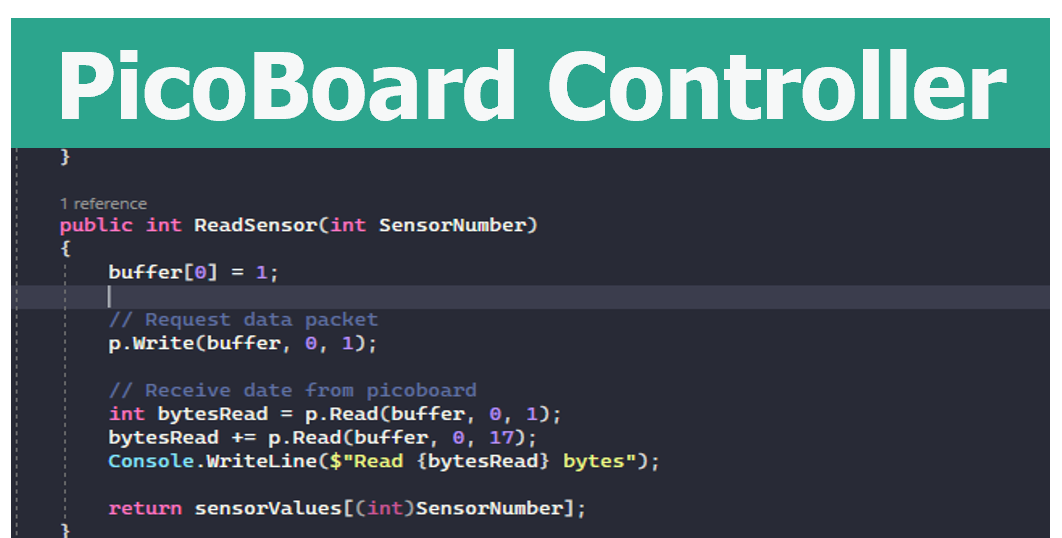 PicoBoard Controller
}
1 reference
public int ReadSensor(int SensorNumber)
{
buffer[0] = 1;
// Request data packet
p.Write(buffer, 0, 1);
// Receive date from picoboard
int bytesRead = p.Read(buffer, 0, 1);
bytesRead += p.Read(buffer, 0, 17);
Console.WriteLine($"Read {bytesRead} bytes");
return sensorValues[(int)SensorNumber];
}